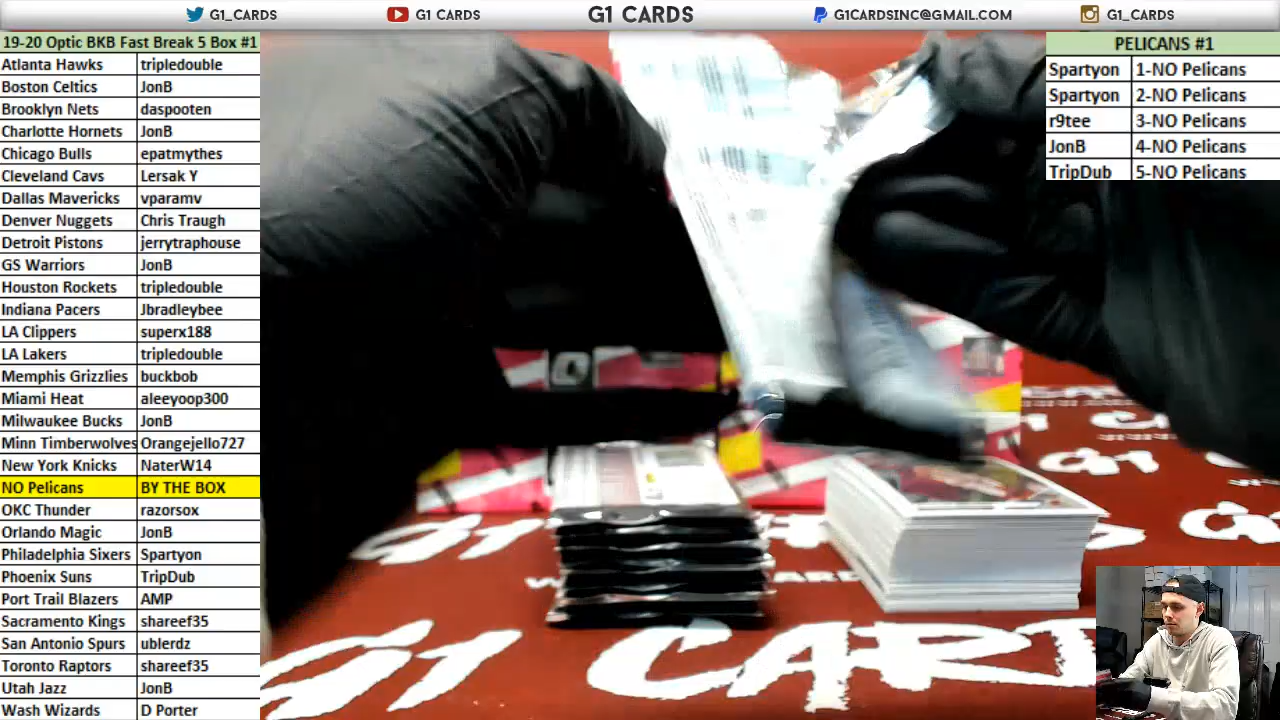 G1_CARDS
G1 CARDS
G1 CARDS
G1CARDSINC@GMAIL.COM
G1_CARDS
19-20 Optic BKB Fast Break 5 Box #1
Atlanta Hawks tripledouble
Boston Celtics JonB
Brooklyn Nets daspooten
Charlotte Hornets JonB
Chicago Bulls epatmythes
Cleveland Cavs Lersak Y
Dallas Mavericks vparamv
Denver Nuggets Chris Traugh
Detroit Pistons jerrytraphouse
GS Warriors JonB
Houston Rockets tripledouble
Indiana Pacers Jbradleybee
LA Clippers superx188
LA Lakers tripledouble
Memphis Grizzlies buckbob
Miami Heat aleeyoop300
Milwaukee Bucks JonB
Minn Timberwolves Orangejello727
New York Knicks NaterW14
NO Pelicans BY THE BOX
OKC Thunder razorsox
Orlando Magic JonB
Philadelphia Sixers Spartyon
Phoenix Suns TripDub
Port Trail Blazers AMP
Sacramento Kings shareef35
San Antonio Spurs ublerdz
Toronto Raptors shareef35
Utah Jazz JonB
Wash Wizards D Porter
PELICANS #1
Spartyon 1-NO Pelicans
Spartyon 2-NO Pelicans
r9tee 3-NO Pelicans
JonB 4-NO Pelicans
TripDub 5-NO Pelicans
G1 CARDS